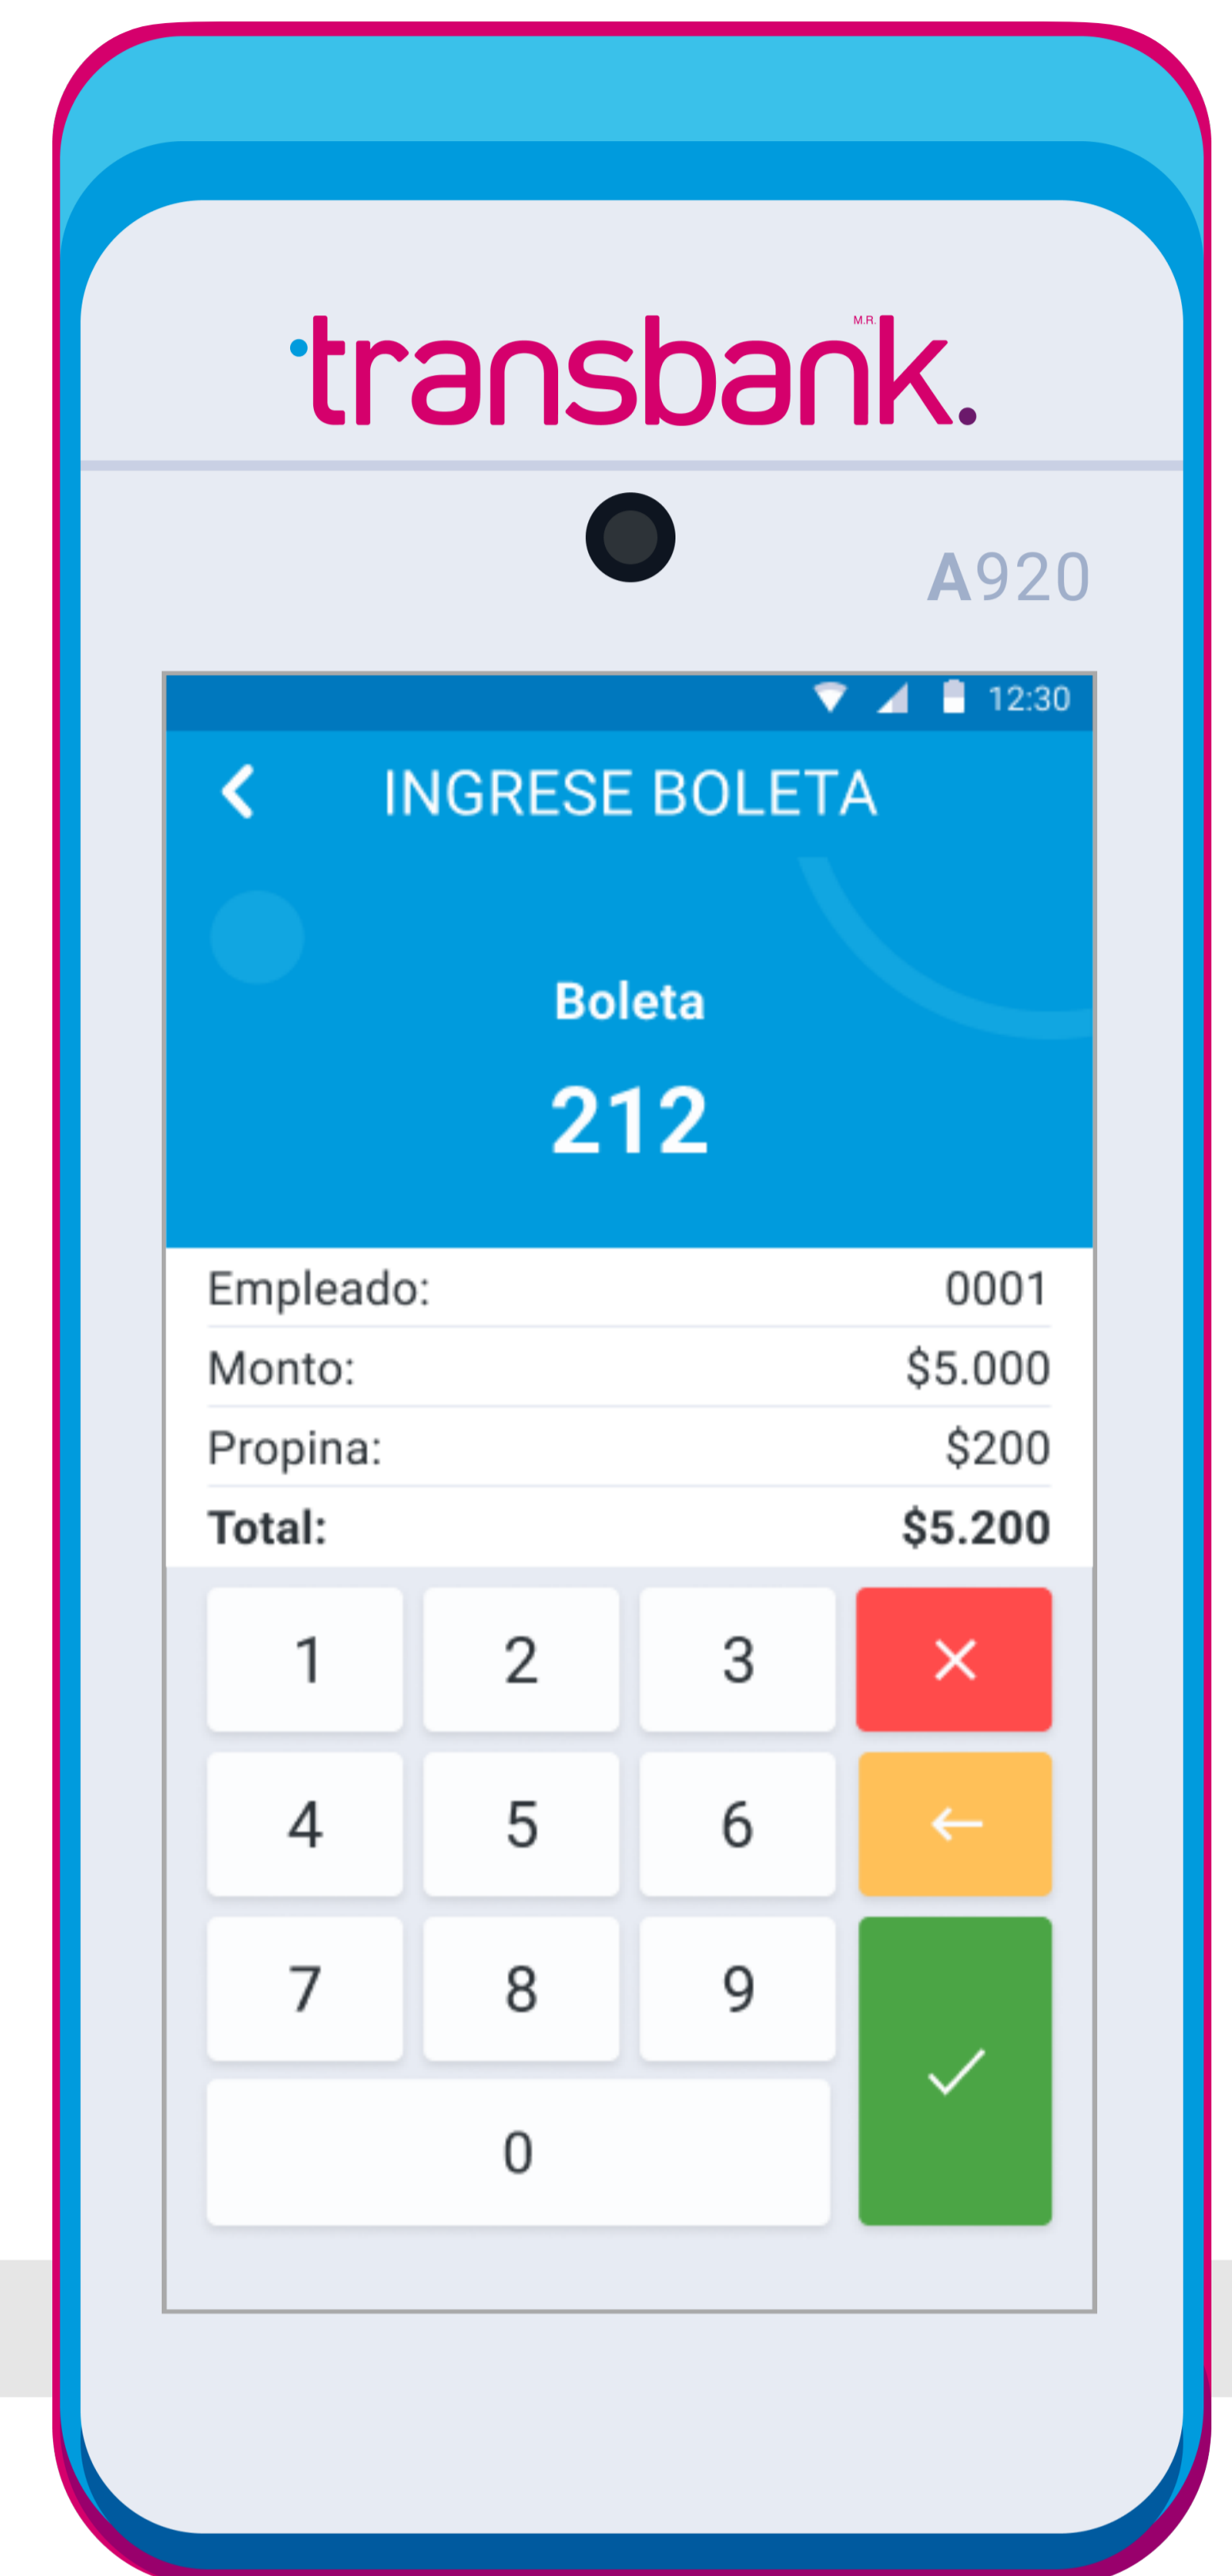 transbank.
M.R.
A920
12:30
INGRESE BOLETA
Boleta
212
Empleado: 0001
Monto: $5.000
Propina: $200
Total: $5.200
1 2 3
4 5 6
7 8 9
0